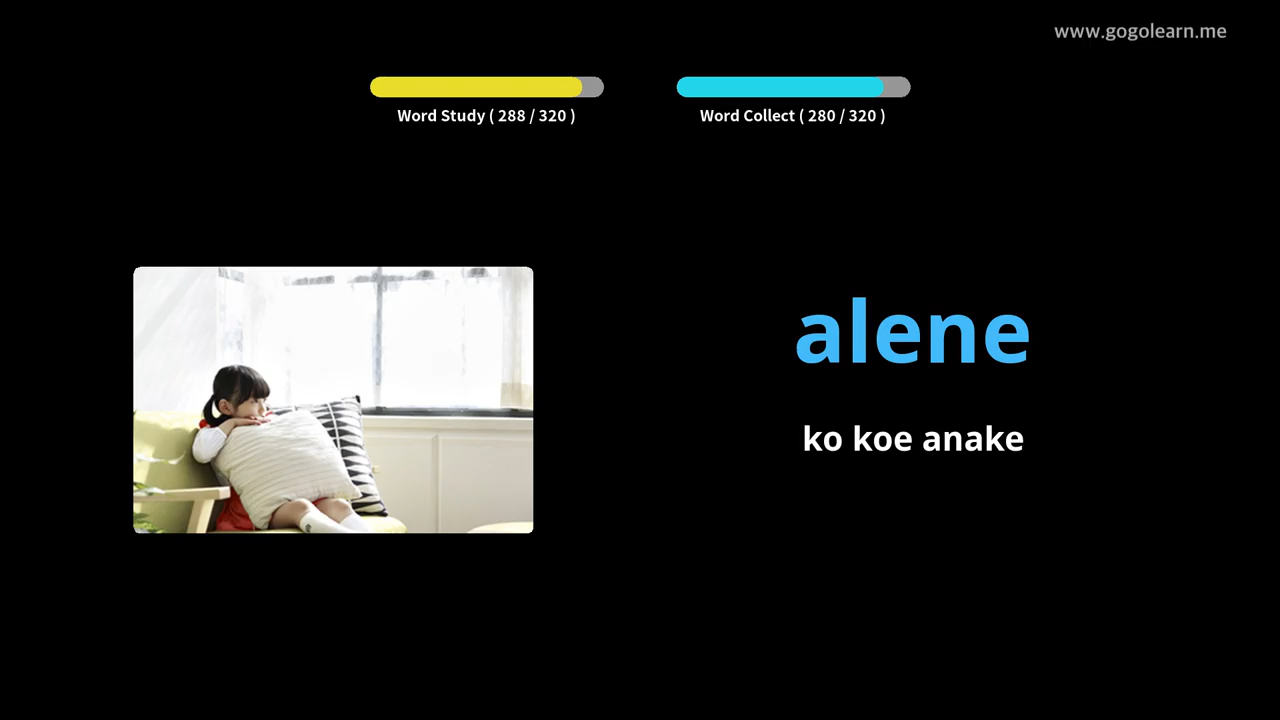 www.gogolearn.me
Word Study ( 288 / 320 )
Word Collect ( 280 / 320 )
alene
ko koe anake